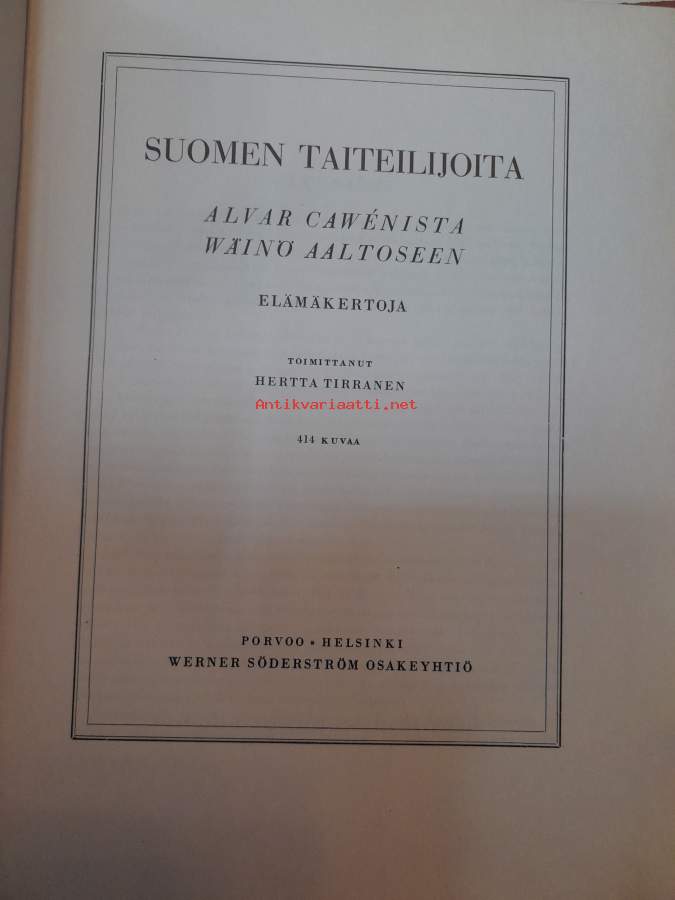 SUOMEN TAITEILIJOITA
ALVAR CAWÉNISTA
WÄINÖ AALTOSEEN
ELÄMÄKERTOJA
TOIMITTANUT
HERTTA TIRRANEN
Antikvariaatti.net
414 KUVAA
PORVOO • HELSINKI
WERNER SÖDERSTRÖM OSAKEYHTIÖ